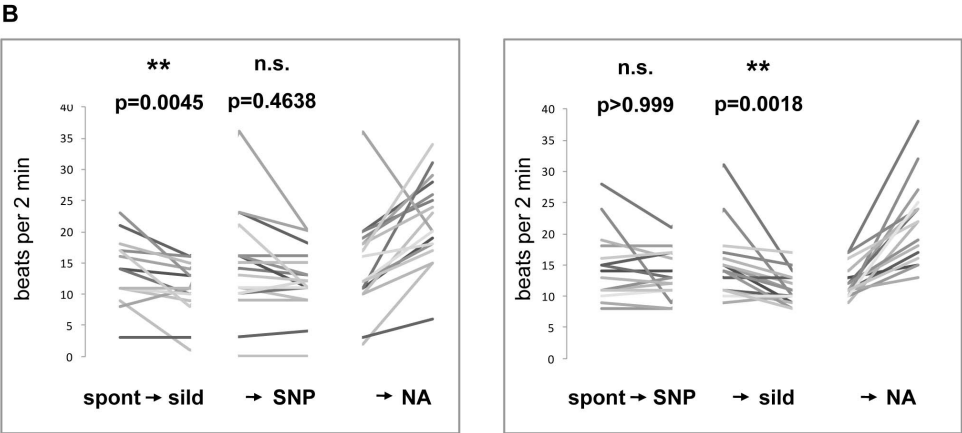 B
** n.s.
p=0.0045 p=0.4638
40
35
30
25
20
15
10
5
0
beats per 2 min
spont → sild → SNP → NA
n.s. **
p>0.999 p=0.0018
40
35
30
25
20
15
10
5
0
beats per 2 min
spont → SNP → sild → NA